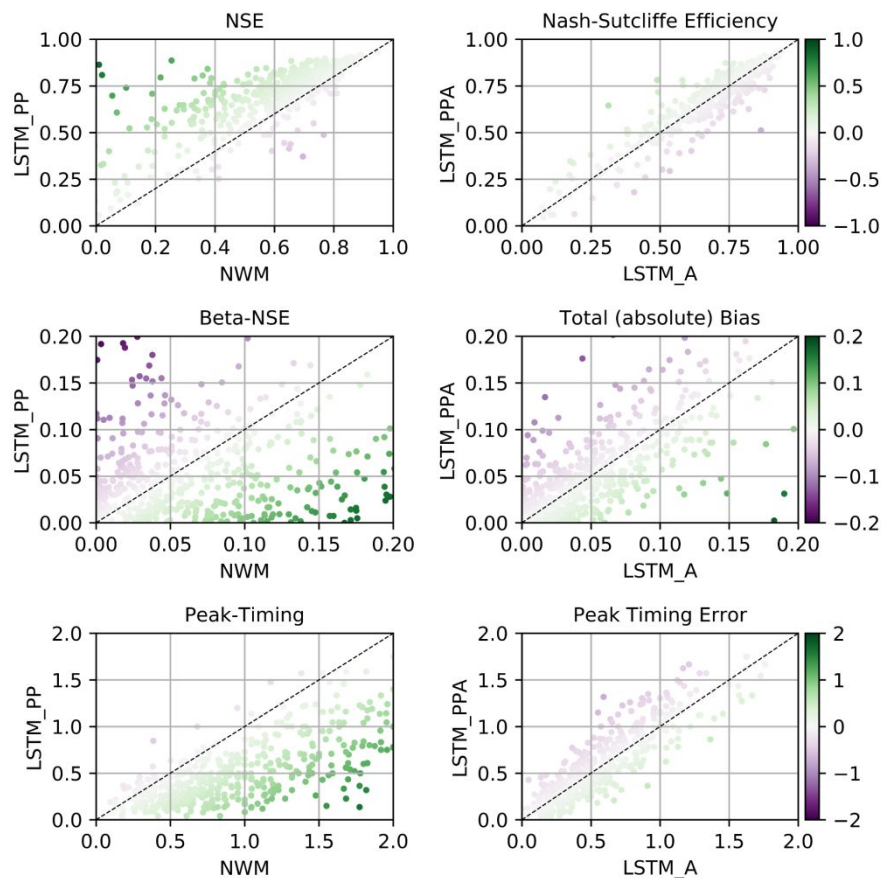 NSE
1.00
0.75
0.50
0.25
0.00
LSTM_PP
0.0 0.2 0.4 0.6 0.8 1.0
NWM
Nash-Sutcliffe Efficiency
1.00
0.75
0.50
0.25
0.00
LSTM_PPA
0.00 0.25 0.50 0.75 1.00
LSTM_A
1.0
0.5
0.0
−0.5
−1.0
Beta-NSE
0.20
0.15
0.10
0.05
0.00
LSTM_PP
0.00 0.05 0.10 0.15 0.20
NWM
Total (absolute) Bias
0.20
0.15
0.10
0.05
0.00
LSTM_PPA
0.00 0.05 0.10 0.15 0.20
LSTM_A
0.2
0.1
0.0
−0.1
−0.2
Peak-Timing
2.0
1.5
1.0
0.5
0.0
LSTM_PP
0.0 0.5 1.0 1.5 2.0
NWM
Peak Timing Error
2.0
1.5
1.0
0.5
0.0
LSTM_PPA
0.0 0.5 1.0 1.5 2.0
LSTM_A
2
1
0
−1
−2